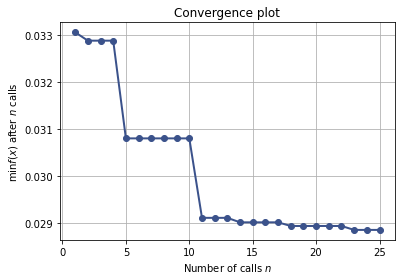 Convergence plot
min f(x) after n calls
0.033
0.032
0.031
0.030
0.029
0 5 10 15 20 25
Number of calls n